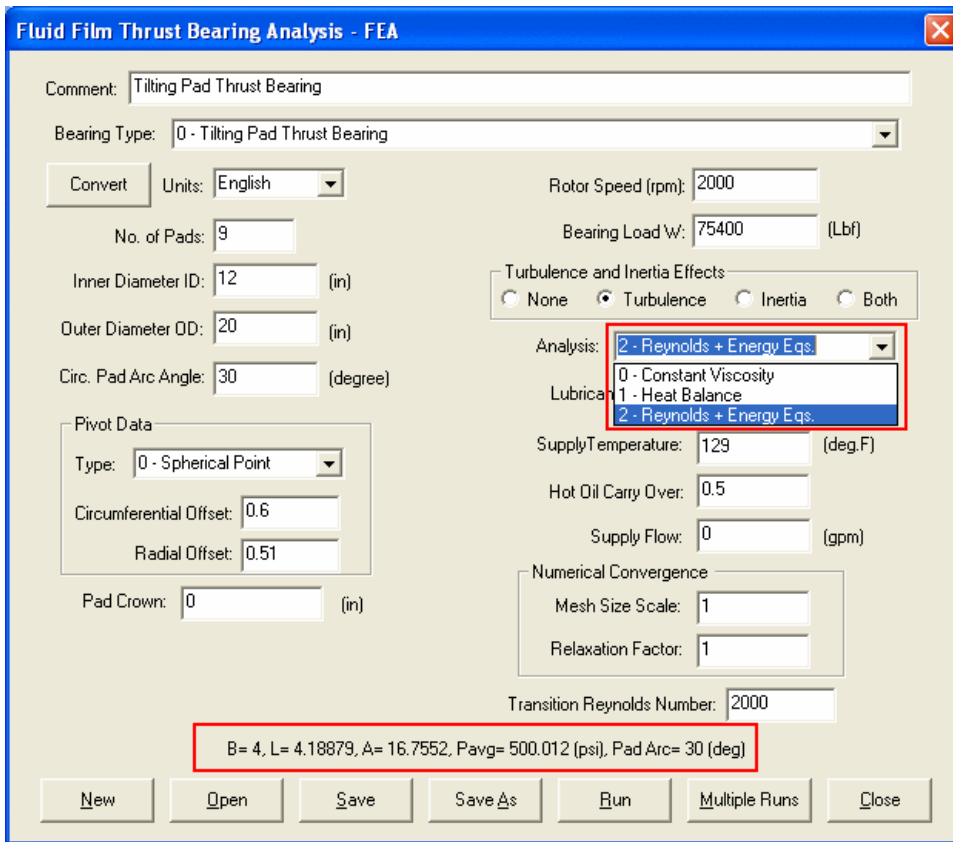 Fluid Film Thrust Bearing Analysis - FEA
Comment: Tilting Pad Thrust Bearing
Bearing Type: 0 - Tilting Pad Thrust Bearing
Convert Units: English
Rotor Speed (rpm): 2000
No. of Pads: 9
Bearing Load W: 75400 (Lbf)
Inner Diameter ID: 12 (in)
Turbulence and Inertia Effects
None Turbulence Inertia Both
Outer Diameter OD: 20 (in)
Analysis: 2 - Reynolds + Energy Eqs.
0 - Constant Viscosity
1 - Heat Balance
2 - Reynolds + Energy Eqs.
Circ. Pad Arc Angle: 30 (degree)
Lubrican
Pivot Data
Type: 0 - Spherical Point
SupplyTemperature: 129 (deg.F)
Circumferential Offset: 0.6
Hot Oil Carry Over: 0.5
Radial Offset: 0.51
Supply Flow: 0 (gpm)
Pad Crown: 0 (in)
Numerical Convergence
Mesh Size Scale: 1
Relaxation Factor: 1
Transition Reynolds Number: 2000
B= 4, L= 4.18879, A= 16.7552, Pavg= 500.012 (psi), Pad Arc= 30 (deg)
New Open Save Save As Run Multiple Runs Close